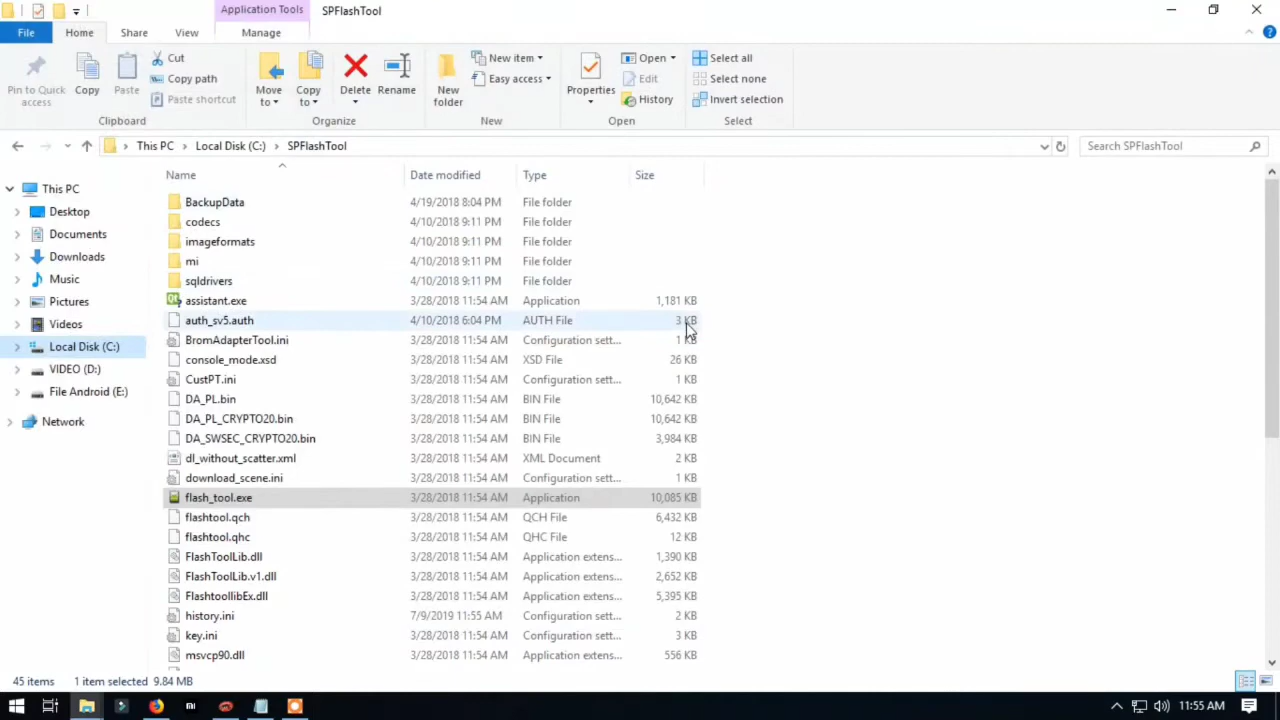 Application Tools SPFlashTool
File Home Share View Manage
Pin to Quick access
Copy
Paste
Cut
Copy path
Paste shortcut
Clipboard
Move to
Copy to
Delete
Rename
Organize
New folder
New item
Easy access
New
Properties
Open
Edit
History
Open
Select all
Select none
Invert selection
Select
This PC Local Disk (C:) SPFlashTool Search SPFlashTool
This PC
Desktop
Documents
Downloads
Music
Pictures
Videos
Local Disk (C:)
VIDEO (D:)
File Android (E:)
Network
Name Date modified Type Size
BackupData 4/19/2018 8:04 PM File folder
codecs 4/10/2018 9:11 PM File folder
imageformats 4/10/2018 9:11 PM File folder
mi 4/10/2018 9:11 PM File folder
sqldrivers 4/10/2018 9:11 PM File folder
assistant.exe 3/28/2018 11:54 AM Application 1,181 KB
auth_sv5.auth 4/10/2018 6:04 PM AUTH File 3 KB
BromAdapterTool.ini 3/28/2018 11:54 AM Configuration sett... 1 KB
console_mode.xsd 3/28/2018 11:54 AM XSD File 26 KB
CustPT.ini 3/28/2018 11:54 AM Configuration sett... 1 KB
DA_PL.bin 3/28/2018 11:54 AM BIN File 10,642 KB
DA_PL_CRYPTO20.bin 3/28/2018 11:54 AM BIN File 10,642 KB
DA_SWSEC_CRYPTO20.bin 3/28/2018 11:54 AM BIN File 3,984 KB
dl_without_scatter.xml 3/28/2018 11:54 AM XML Document 2 KB
download_scene.ini 3/28/2018 11:54 AM Configuration sett... 1 KB
flash_tool.exe 3/28/2018 11:54 AM Application 10,085 KB
flashtool.qch 3/28/2018 11:54 AM QCH File 6,432 KB
flashtool.qhc 3/28/2018 11:54 AM QHC File 12 KB
FlashToolLib.dll 3/28/2018 11:54 AM Application extens... 1,390 KB
FlashToolLib.v1.dll 3/28/2018 11:54 AM Application extens... 2,652 KB
FlashtoollibEx.dll 3/28/2018 11:54 AM Application extens... 5,395 KB
history.ini 7/9/2019 11:55 AM Configuration sett... 2 KB
key.ini 3/28/2018 11:54 AM Configuration sett... 3 KB
msvcp90.dll 3/28/2018 11:54 AM Application extens... 556 KB
45 items 1 item selected 9.84 MB
mi
11:55 AM